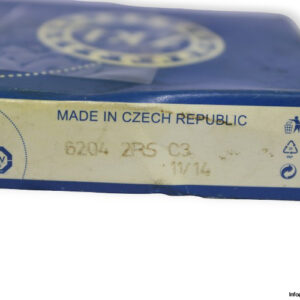 MADE IN CZECH REPUBLIC
6204 2RS C3
11/14